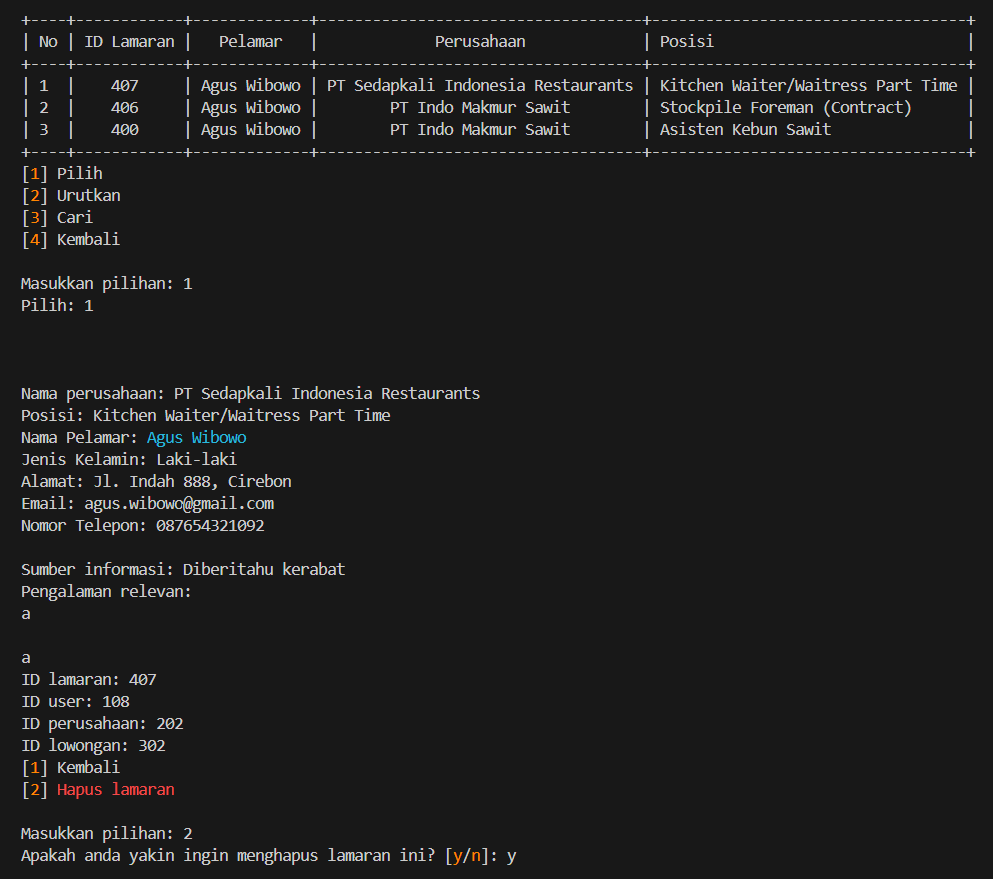 +----+------------+-------------+------------------------------------+-----------------------------------+
| No | ID Lamaran |   Pelamar   |             Perusahaan             | Posisi                            |
+----+------------+-------------+------------------------------------+-----------------------------------+
| 1  |    407     | Agus Wibowo | PT Sedapkali Indonesia Restaurants | Kitchen Waiter/Waitress Part Time |
| 2  |    406     | Agus Wibowo |       PT Indo Makmur Sawit         | Stockpile Foreman (Contract)      |
| 3  |    400     | Agus Wibowo |       PT Indo Makmur Sawit         | Asisten Kebun Sawit               |
+----+------------+-------------+------------------------------------+-----------------------------------+
[1] Pilih
[2] Urutkan
[3] Cari
[4] Kembali
Masukkan pilihan: 1
Pilih: 1
Nama perusahaan: PT Sedapkali Indonesia Restaurants
Posisi: Kitchen Waiter/Waitress Part Time
Nama Pelamar: Agus Wibowo
Jenis Kelamin: Laki-laki
Alamat: Jl. Indah 888, Cirebon
Email: agus.wibowo@gmail.com
Nomor Telepon: 087654321092
Sumber informasi: Diberitahu kerabat
Pengalaman relevan:
a
a
ID lamaran: 407
ID user: 108
ID perusahaan: 202
ID lowongan: 302
[1] Kembali
[2] Hapus lamaran
Masukkan pilihan: 2
Apakah anda yakin ingin menghapus lamaran ini? [y/n]: y